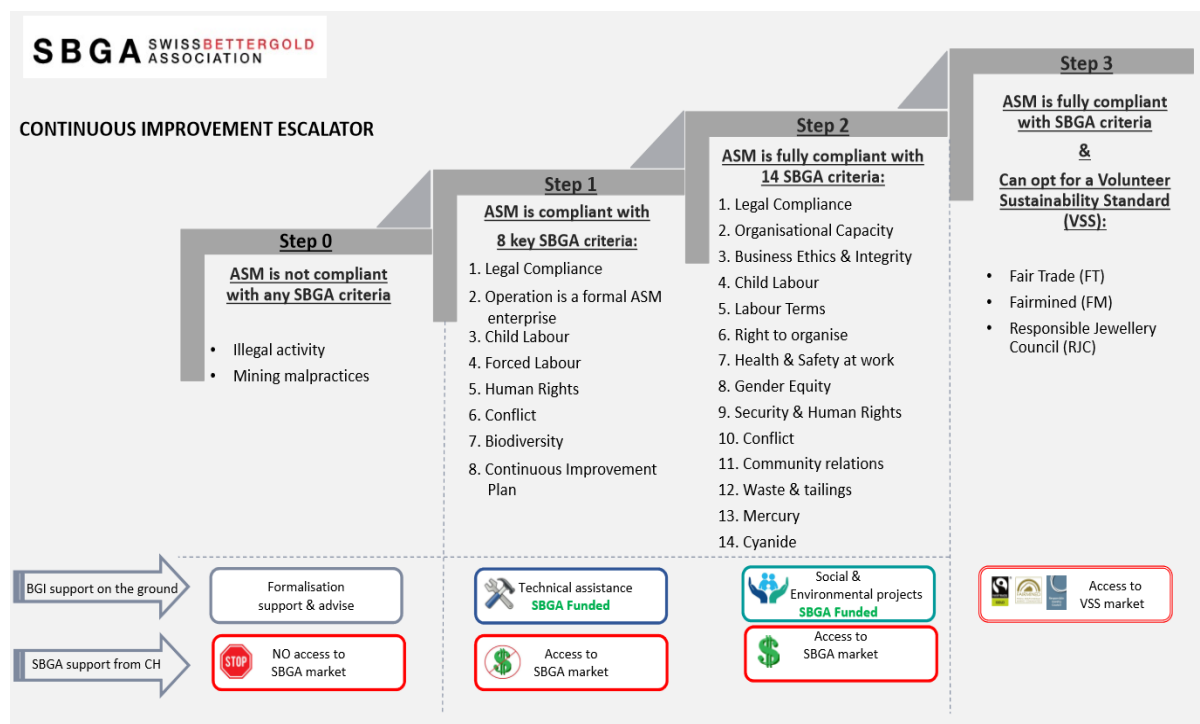 SBGA SWISSBETTERGOLD
ASSOCIATION
CONTINUOUS IMPROVEMENT ESCALATOR
Step 0
ASM is not compliant
with any SBGA criteria
• Illegal activity
• Mining malpractices
Step 1
ASM is compliant with
8 key SBGA criteria:
1. Legal Compliance
2. Operation is a formal ASM
enterprise
3. Child Labour
4. Forced Labour
5. Human Rights
6. Conflict
7. Biodiversity
8. Continuous Improvement
Plan
Step 2
ASM is fully compliant with
14 SBGA criteria:
1. Legal Compliance
2. Organisational Capacity
3. Business Ethics & Integrity
4. Child Labour
5. Labour Terms
6. Right to organise
7. Health & Safety at work
8. Gender Equity
9. Security & Human Rights
10. Conflict
11. Community relations
12. Waste & tailings
13. Mercury
14. Cyanide
Step 3
ASM is fully compliant
with SBGA criteria
&
Can opt for a Volunteer
Sustainability Standard
(VSS):
• Fair Trade (FT)
• Fairmined (FM)
• Responsible Jewellery
Council (RJC)
BGI support on the ground
Formalisation
support & advise
Technical assistance
SBGA Funded
Social &
Environmental projects
SBGA Funded
Access to
VSS market
SBGA support from CH
STOP
NO access to
SBGA market
$
Access to
SBGA market
$
Access to
SBGA market